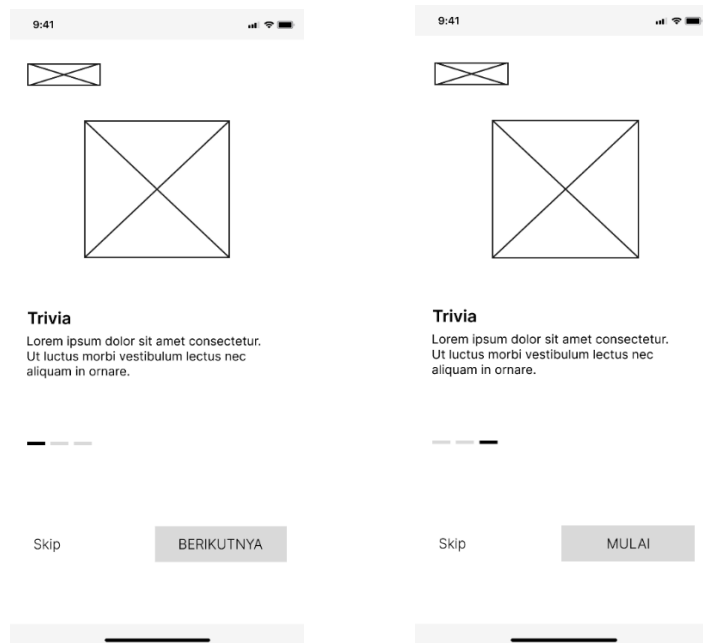 9:41
Trivia
Lorem ipsum dolor sit amet consectetur.
Ut luctus morbi vestibulum lectus nec
aliquam in ornare.
Skip
BERIKUTNYA
9:41
Trivia
Lorem ipsum dolor sit amet consectetur.
Ut luctus morbi vestibulum lectus nec
aliquam in ornare.
Skip
MULAI